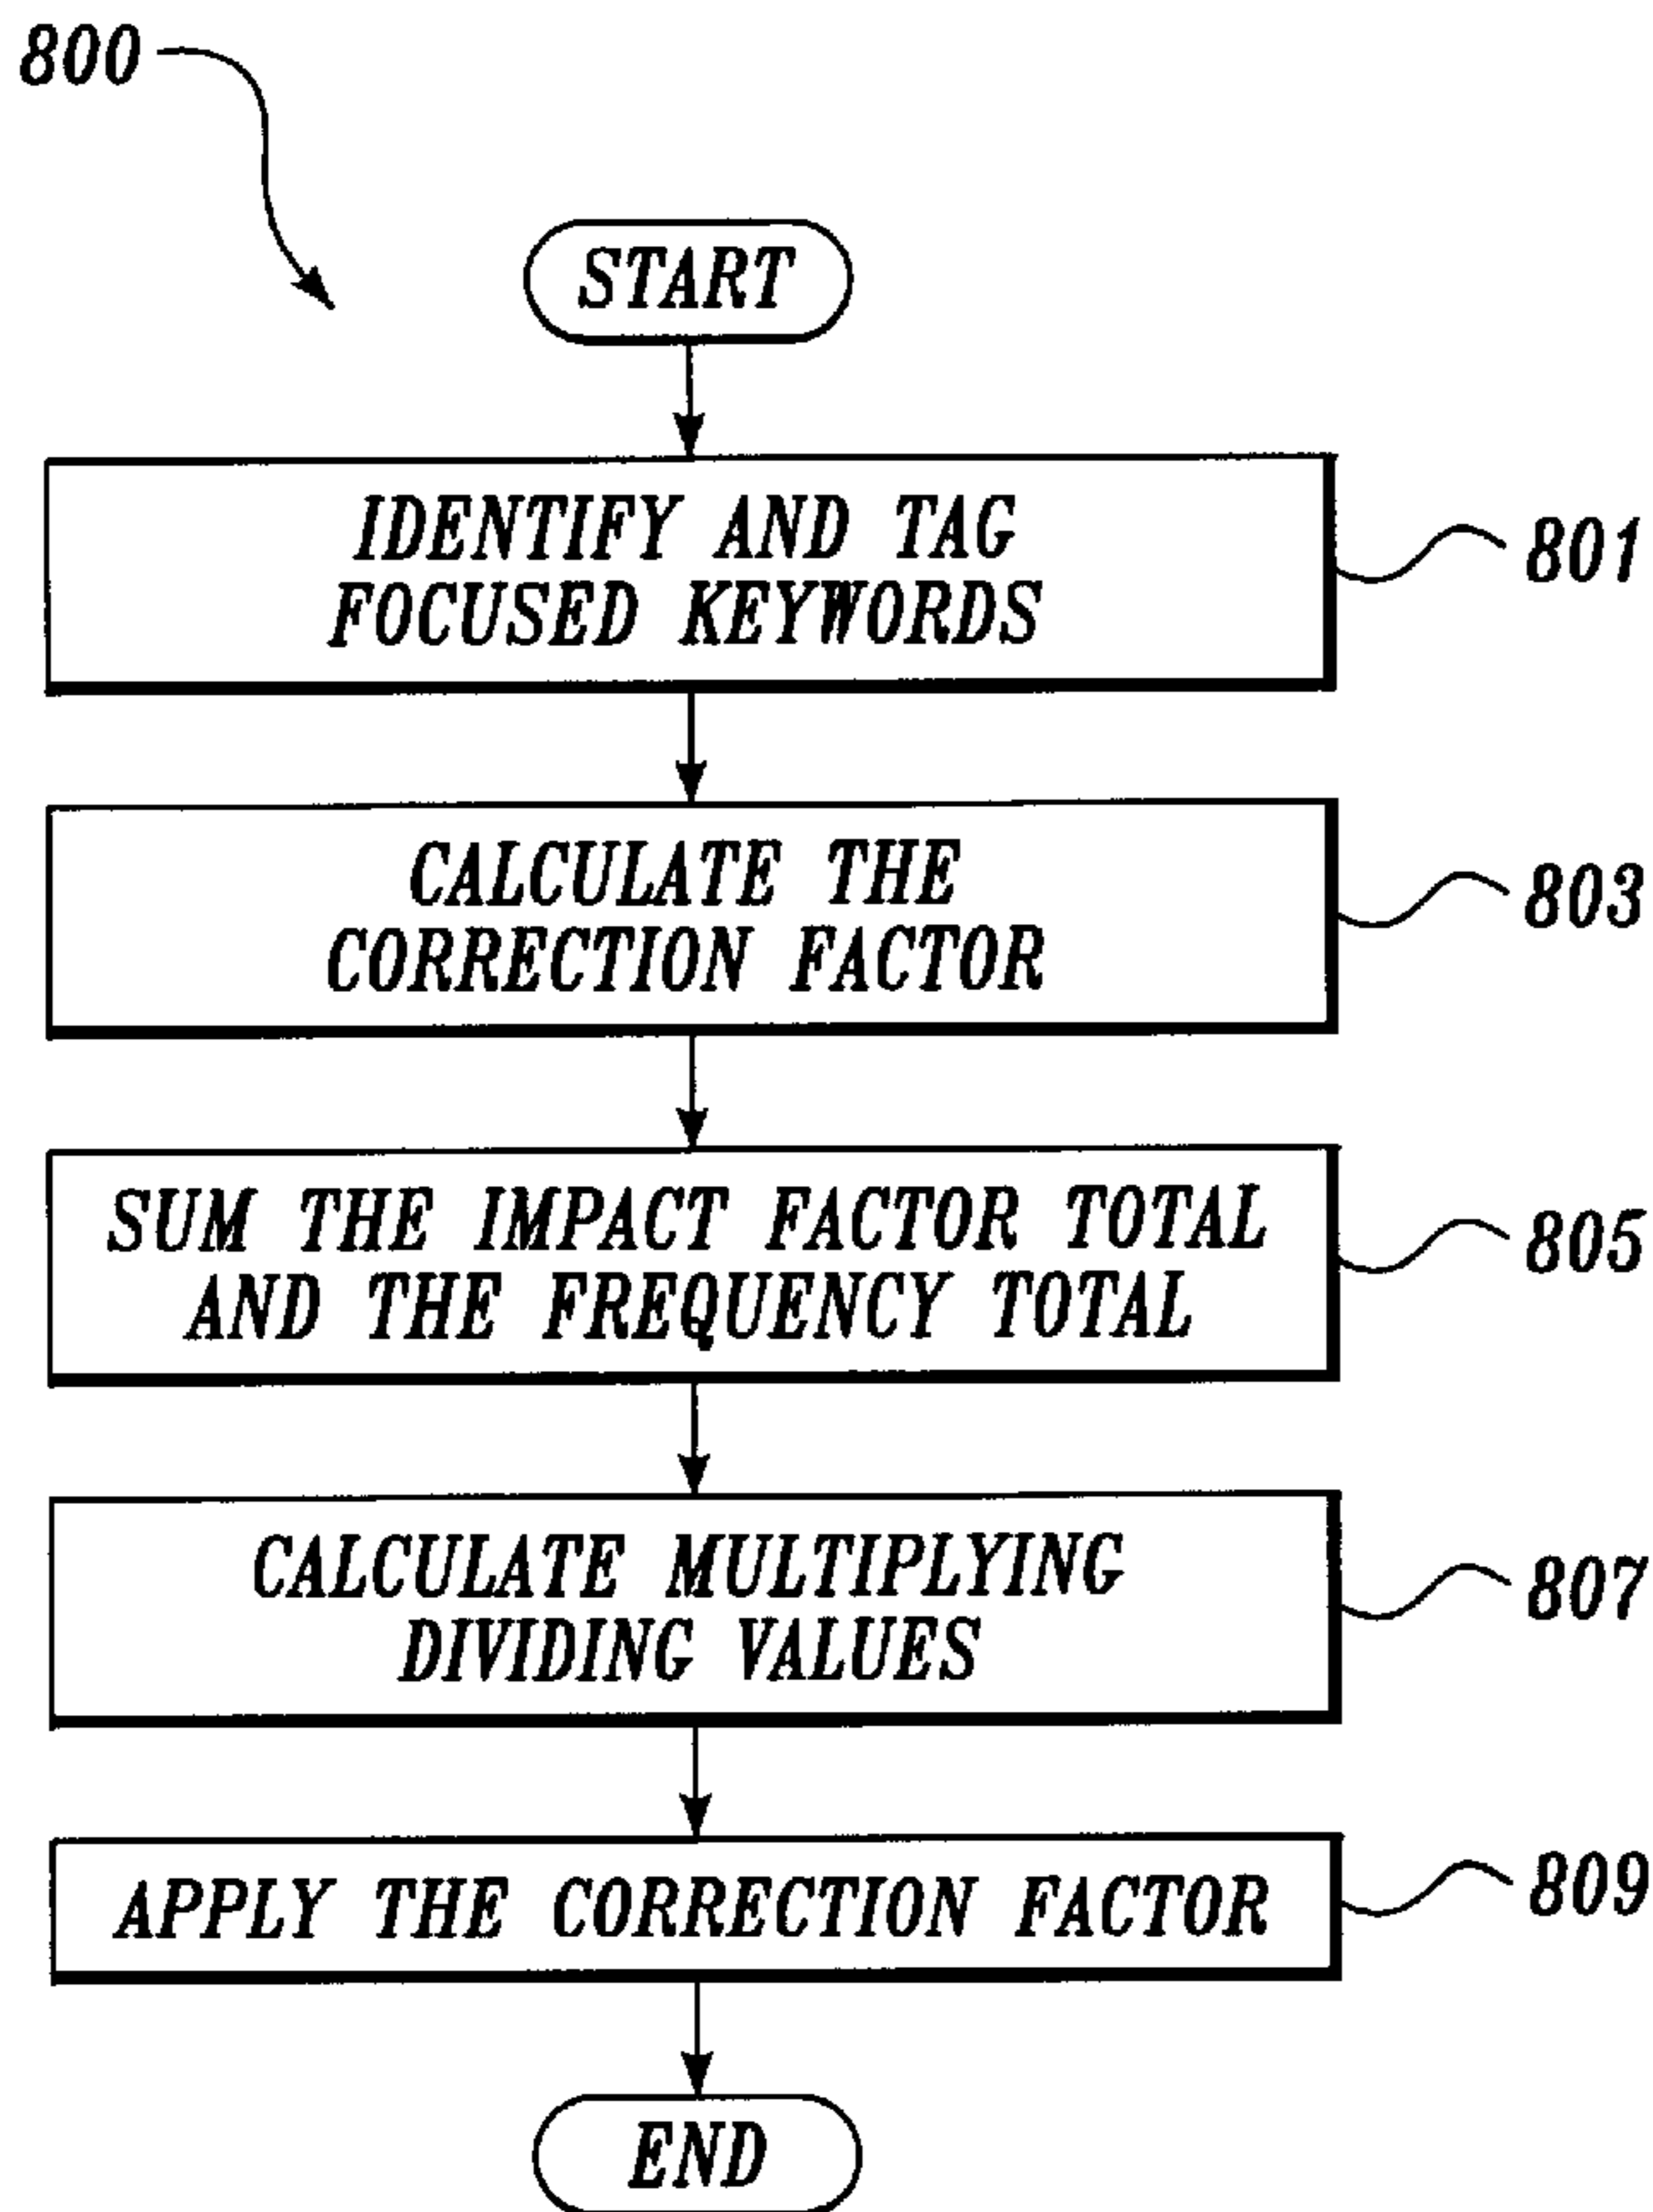 800
START
IDENTIFY AND TAG
FOCUSED KEYWORDS
801
CALCULATE THE
CORRECTION FACTOR
803
SUM THE IMPACT FACTOR TOTAL
AND THE FREQUENCY TOTAL
805
CALCULATE MULTIPLYING
DIVIDING VALUES
807
APPLY THE CORRECTION FACTOR
809
END